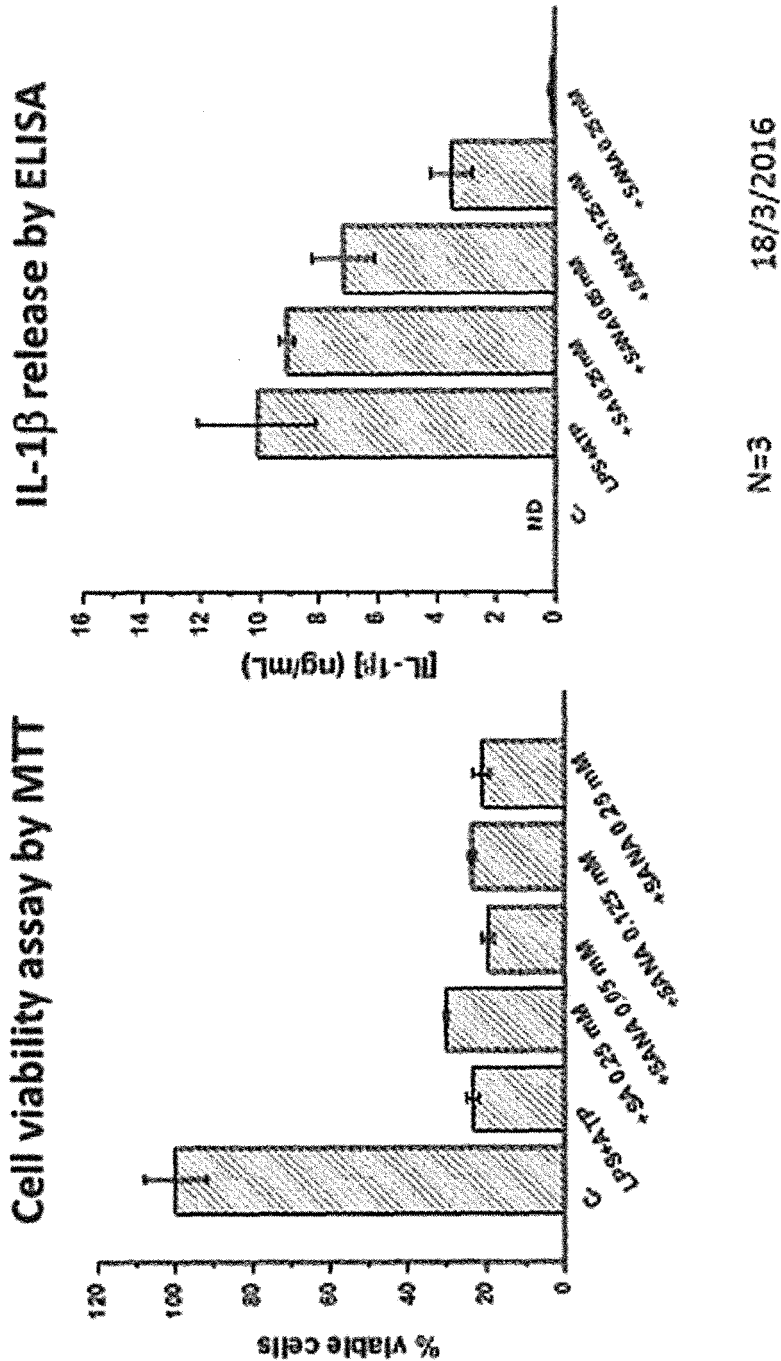 Cell viability assay by MTT
% viable cells
120
100
80
60
40
20
0
C
LPS+ATP
+ SA 0,25 mM
+SANA 0,05 mM
+SANA 0,125 mM
+SANA 0,25 mM
IL-1β release by ELISA
[IL-1β] (ng/mL)
16
14
12
10
8
6
4
2
0
ND
C
LPS+ATP
+ SA 0.25 mM
+ SANA 0.05 mM
+ SANA 0.125 mM
+ SANA 0.25 mM
N=3
18/3/2016